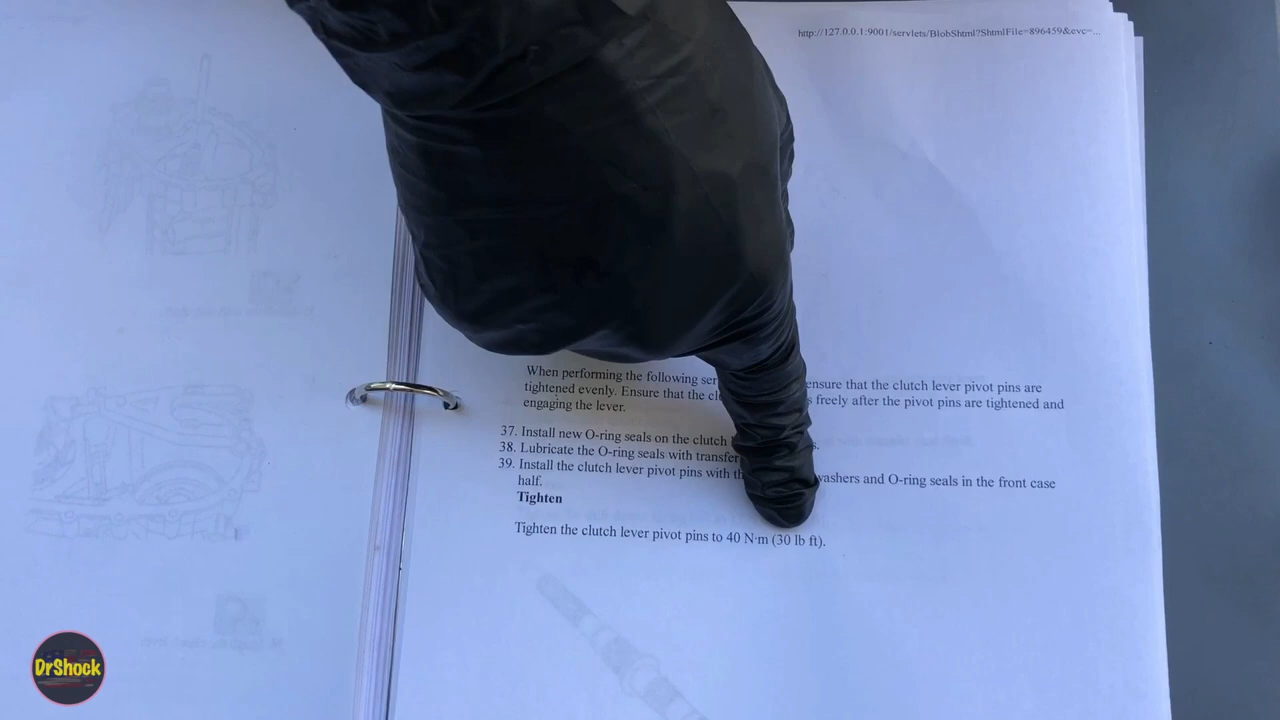 http://127.0.0.1:9001/servlets/BlobShtml?ShtmlFile=896459&evc=...
When performing the following ser ensure that the clutch lever pivot pins are
tightened evenly. Ensure that the cl s freely after the pivot pins are tightened and
engaging the lever.
37. Install new O-ring seals on the clutch s.
38. Lubricate the O-ring seals with transfer
39. Install the clutch lever pivot pins with th washers and O-ring seals in the front case
half.
Tighten
Tighten the clutch lever pivot pins to 40 N·m (30 lb ft).
DrShock